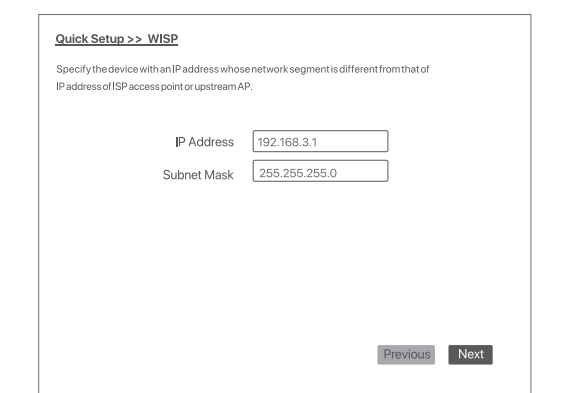 Quick Setup >> WISP
Specify the device with an IP address whose network segment is different from that of
IP address of ISP access point or upstream AP.
IP Address 192.168.3.1
Subnet Mask 255.255.255.0
Previous Next